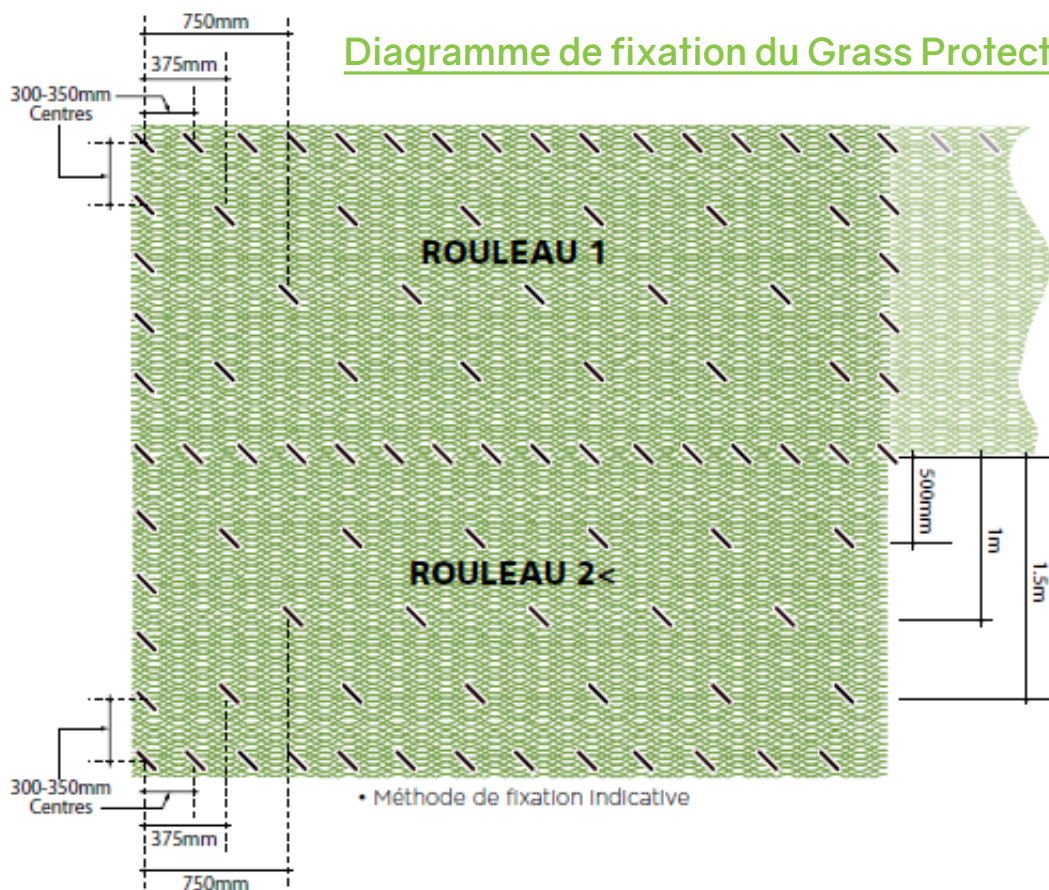 750mm
Diagramme de fixation du Grass Protect
375mm
300-350mm
Centres
ROULEAU 1
500mm
1m
1.5m
ROULEAU 2<
300-350mm
Centres
• Méthode de fixation indicative
375mm
750mm